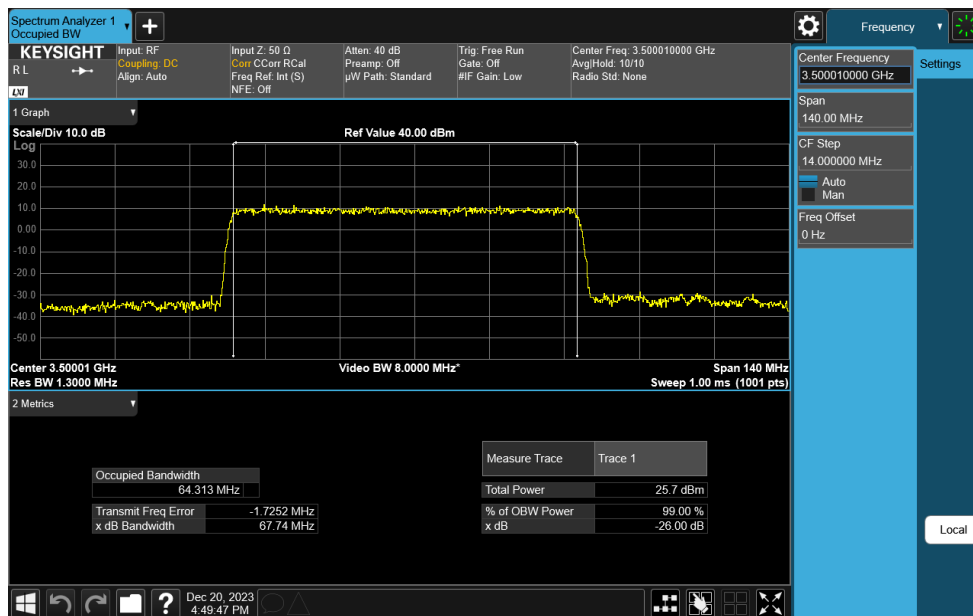 Spectrum Analyzer 1
Occupied BW
+
Frequency
KEYSIGHT
R L
LXI
Input: RF
Coupling: DC
Align: Auto
Input Z: 50 Ω
Corr CCorr RCal
Freq Ref: Int (S)
NFE: Off
Atten: 40 dB
Preamp: Off
µW Path: Standard
Trig: Free Run
Gate: Off
#IF Gain: Low
Center Freq: 3.500010000 GHz
Avg|Hold: 10/10
Radio Std: None
Center Frequency
3.500010000 GHz
Settings
Span
140.00 MHz
CF Step
14.000000 MHz
Auto
Man
Freq Offset
0 Hz
Local
1 Graph
Scale/Div 10.0 dB
Ref Value 40.00 dBm
Log
30.0
20.0
10.0
0.00
-10.0
-20.0
-30.0
-40.0
-50.0
Center 3.50001 GHz
Video BW 8.0000 MHz*
Span 140 MHz
Res BW 1.3000 MHz
Sweep 1.00 ms (1001 pts)
2 Metrics
Occupied Bandwidth
64.313 MHz
Transmit Freq Error -1.7252 MHz
x dB Bandwidth 67.74 MHz
Measure Trace Trace 1
Total Power 25.7 dBm
% of OBW Power 99.00 %
x dB -26.00 dB
?
Dec 20, 2023
4:49:47 PM